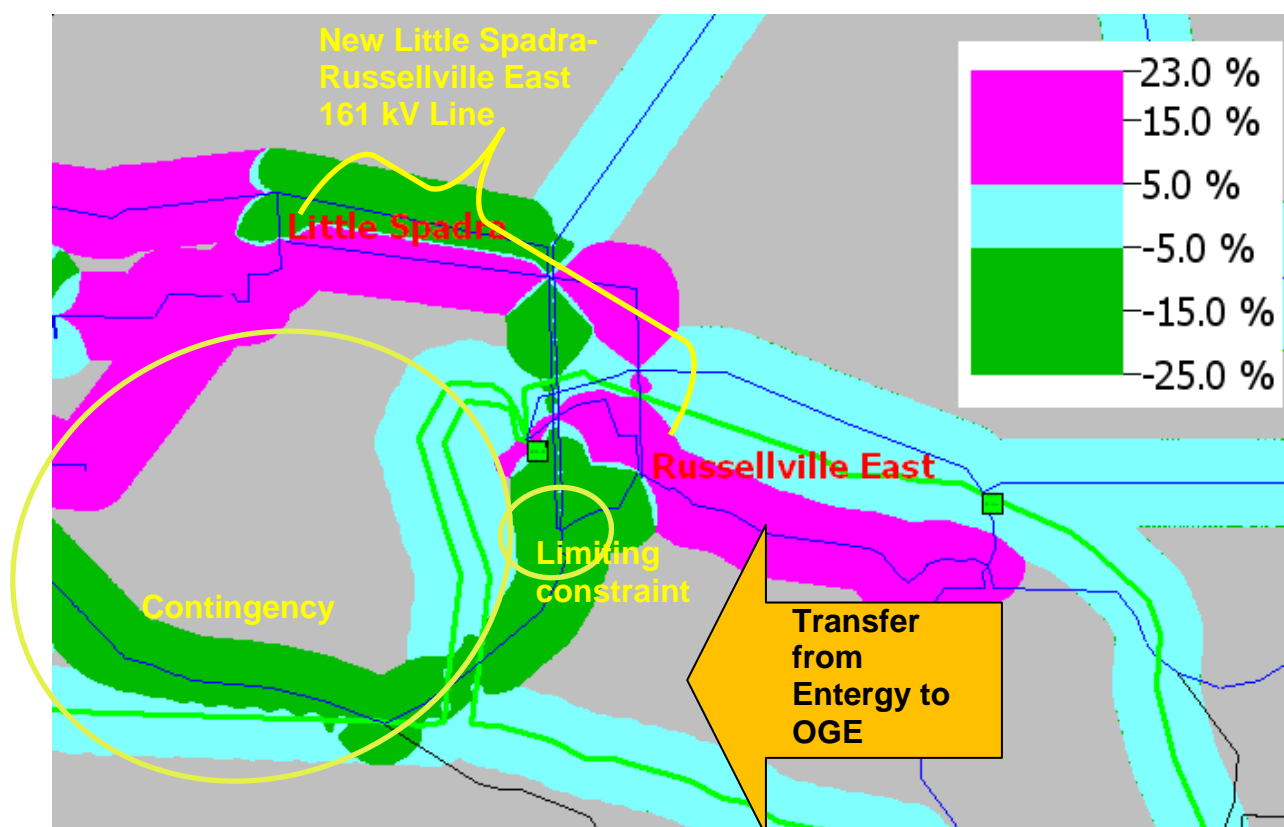 New Little Spadra-
Russellville East
161 kV Line
23.0 %
15.0 %
5.0 %
-5.0 %
-15.0 %
-25.0 %
Little Spadra
Russellville East
Limiting
constraint
Contingency
Transfer
from
Entergy to
OGE